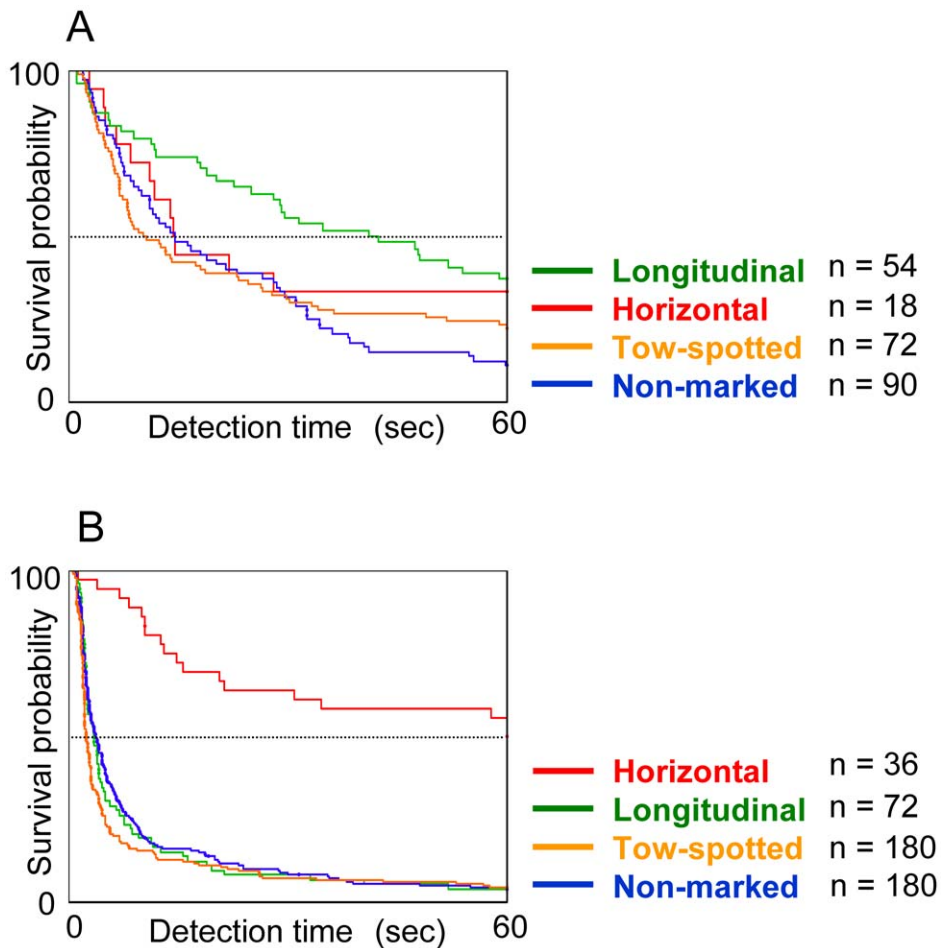 A
100
Survival probability
0
0
Detection time (sec)
60
Longitudinal n = 54
Horizontal n = 18
Tow-spotted n = 72
Non-marked n = 90
B
100
Survival probability
0
0
Detection time (sec)
60
Horizontal n = 36
Longitudinal n = 72
Tow-spotted n = 180
Non-marked n = 180